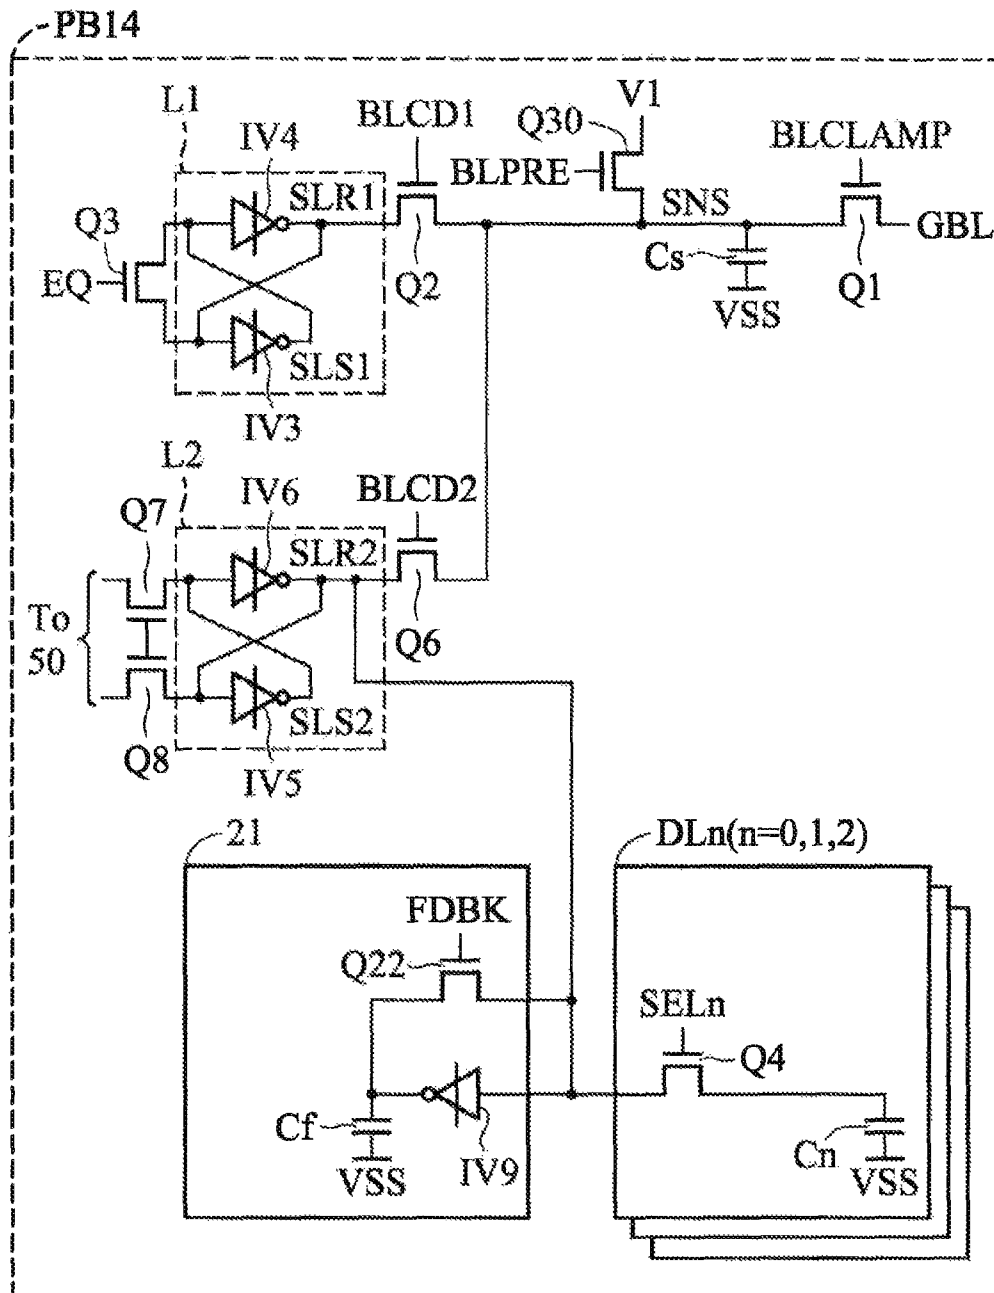 PB14
L1
IV4
BLCD1
Q30
V1
BLCLAMP
BLPRE
SLR1
SNS
Q3
GBL
EQ
Q2
Cs
Q1
VSS
SLS1
IV3
L2
IV6
BLCD2
Q7
SLR2
To
50
Q6
SLS2
Q8
IV5
21
DLn(n=0,1,2)
FDBK
Q22
SELn
Q4
Cf
Cn
VSS
IV9
VSS